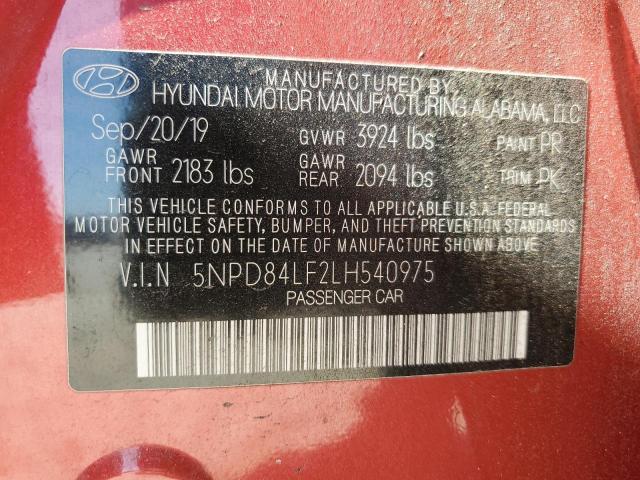 MANUFACTURED BY
HYUNDAI MOTOR MANUFACTURING ALABAMA, LLC
Sep/20/19 GVWR 3924 lbs PAINT PR
GAWR FRONT 2183 lbs GAWR REAR 2094 lbs TRIM PK
THIS VEHICLE CONFORMS TO ALL APPLICABLE U.S.A. FEDERAL
MOTOR VEHICLE SAFETY, BUMPER, AND THEFT PREVENTION STANDARDS
IN EFFECT ON THE DATE OF MANUFACTURE SHOWN ABOVE.
V.I.N 5NPD84LF2LH540975
PASSENGER CAR